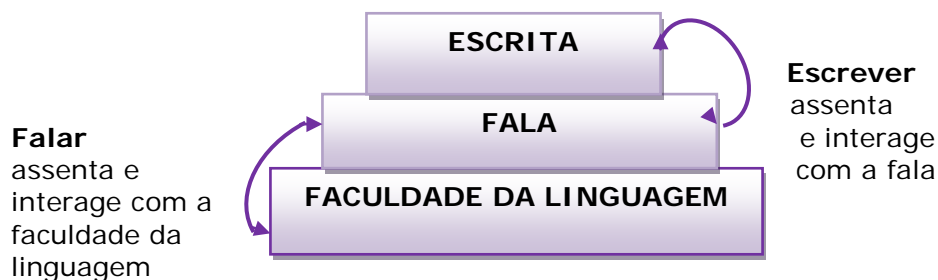 ESCRITA
FALA
FACULDADE DA LINGUAGEM
Falar
assenta e
interage com a
faculdade da
linguagem
Escrever
assenta
e interage
com a fala